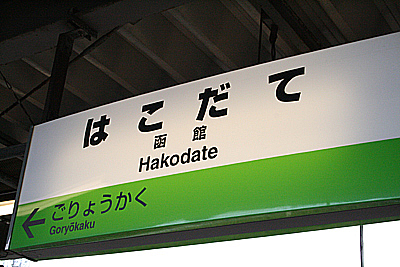 はこだて
函館
Hakodate
ごりょうかく
Goryōkaku